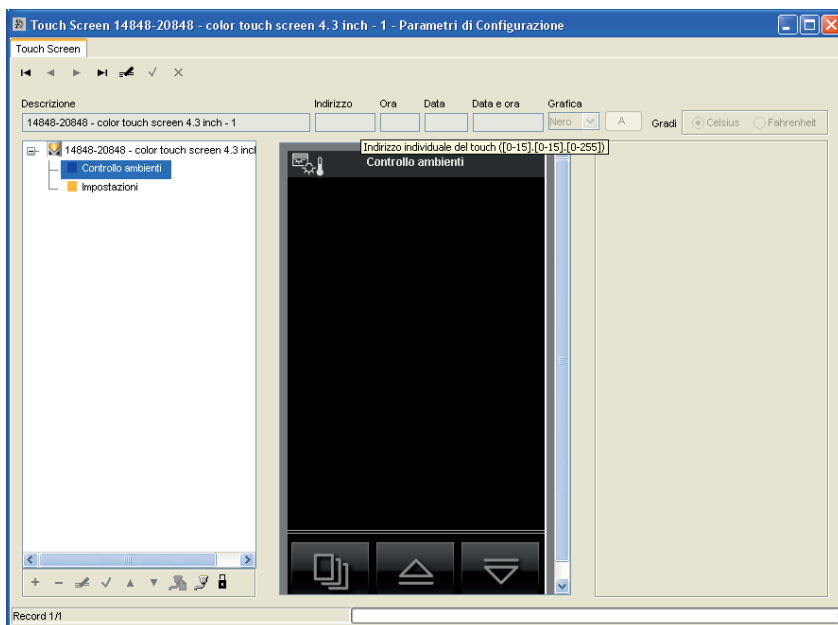 Touch Screen 14848-20848 - color touch screen 4.3 inch - 1 - Parametri di Configurazione
Touch Screen
Descrizione Indirizzo Ora Data Data e ora Grafica
14848-20848 - color touch screen 4.3 inch - 1 Nero A Gradi Celsius Fahrenheit
Indirizzo individuale del touch ([0-15].[0-15].[0-255])
14848-20848 - color touch screen 4.3 incl
Controllo ambienti
Impostazioni
Controllo ambienti
Record 1/1